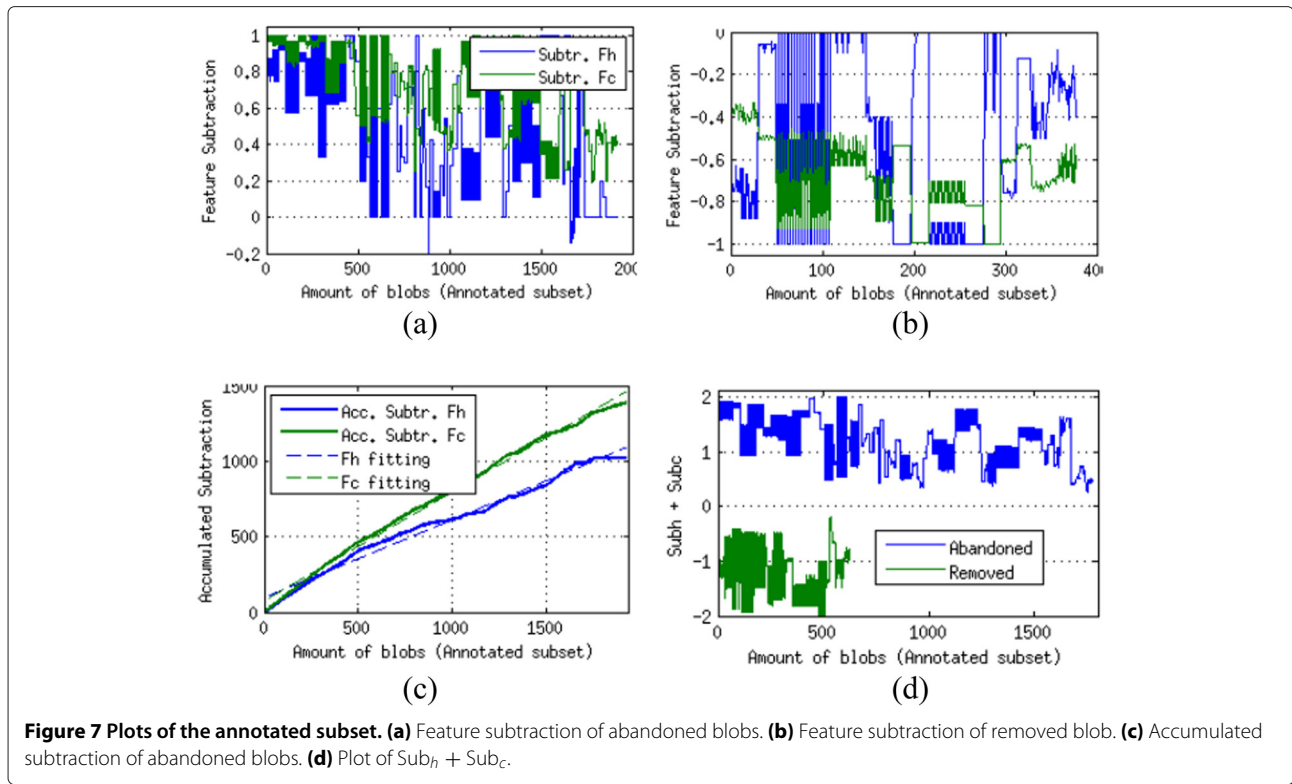 1
0.8
0.6
0.4
0.2
0
-0.2
Feature Subtraction
Subtr. Fh
Subtr. Fc
0 500 1000 1500 200
Amount of blobs (Annotated subset)
(a)
0
-0.2
-0.4
-0.6
-0.8
-1
Feature Subtraction
0 100 200 300 40
Amount of blobs (Annotated subset)
(b)
1500
1000
500
0
Accumulated Subtraction
Acc. Subtr. Fh
Acc. Subtr. Fc
Fh fitting
Fc fitting
0 500 1000 1500
Amount of blobs (Annotated subset)
(c)
2
1
0
-1
-2
Subh + Subc
Abandoned
Removed
0 500 1000 1500
Amount of blobs (Annotated subset)
(d)
Figure 7 Plots of the annotated subset. (a) Feature subtraction of abandoned blobs. (b) Feature subtraction of removed blob. (c) Accumulated
subtraction of abandoned blobs. (d) Plot of Subₕ + Sub꜀.